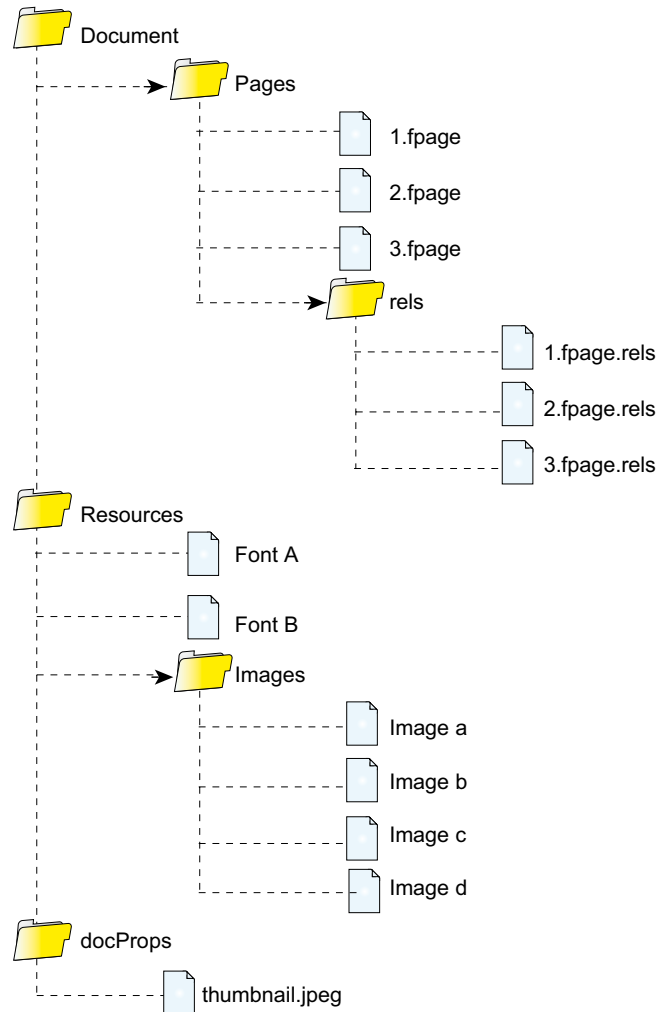 Document
Pages
1.fpage
2.fpage
3.fpage
rels
1.fpage.rels
2.fpage.rels
3.fpage.rels
Resources
Font A
Font B
Images
Image a
Image b
Image c
Image d
docProps
thumbnail.jpeg